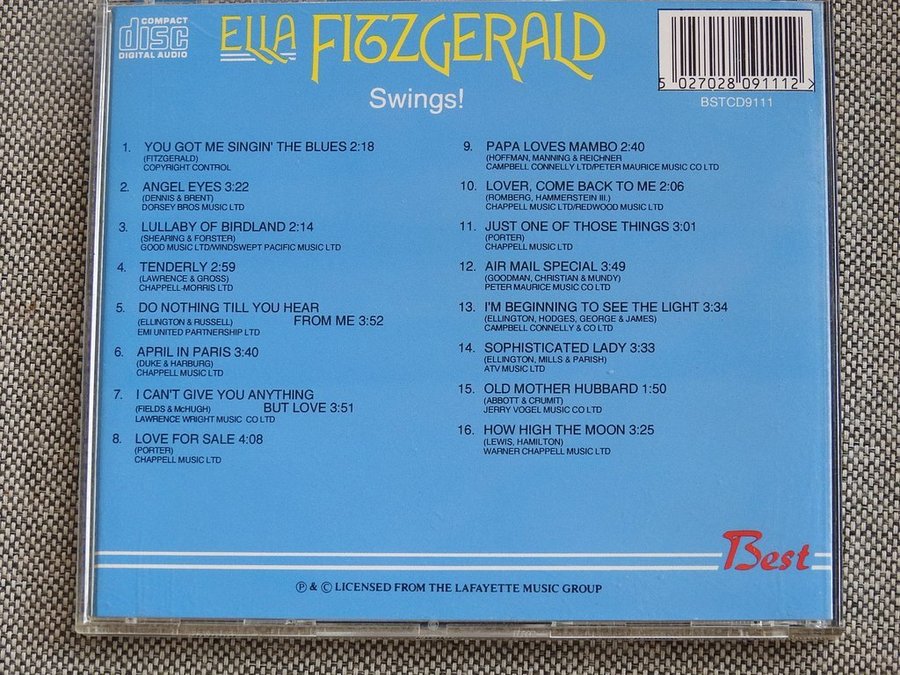 COMPACT
disc
DIGITAL AUDIO
ELLA FITZGERALD
Swings!
5 027028 091112 >
BSTCD9111
1. YOU GOT ME SINGIN' THE BLUES 2:18
(FITZGERALD)
COPYRIGHT CONTROL
2. ANGEL EYES 3:22
(DENNIS & BRENT)
DORSEY BROS MUSIC LTD
3. LULLABY OF BIRDLAND 2:14
(SHEARING & FORSTER)
GOOD MUSIC LTD/WINDSWEPT PACIFIC MUSIC LTD
4. TENDERLY 2:59
(LAWRENCE & GROSS)
CHAPPELL-MORRIS LTD
5. DO NOTHING TILL YOU HEAR
(ELLINGTON & RUSSELL) FROM ME 3:52
EMI UNITED PARTNERSHIP LTD
6. APRIL IN PARIS 3:40
(DUKE & HARBURG)
CHAPPELL MUSIC LTD
7. I CAN'T GIVE YOU ANYTHING
(FIELDS & McHUGH) BUT LOVE 3:51
LAWRENCE WRIGHT MUSIC CO LTD
8. LOVE FOR SALE 4:08
(PORTER)
CHAPPELL MUSIC LTD
9. PAPA LOVES MAMBO 2:40
(HOFFMAN, MANNING & REICHNER
CAMPBELL CONNELLY LTD/PETER MAURICE MUSIC CO LTD
10. LOVER, COME BACK TO ME 2:06
(ROMBERG, HAMMERSTEIN III.)
CHAPPELL MUSIC LTD/REDWOOD MUSIC LTD
11. JUST ONE OF THOSE THINGS 3:01
(PORTER)
CHAPPELL MUSIC LTD
12. AIR MAIL SPECIAL 3:49
(GOODMAN, CHRISTIAN & MUNDY)
PETER MAURICE MUSIC CO LTD
13. I'M BEGINNING TO SEE THE LIGHT 3:34
(ELLINGTON, HODGES, GEORGE & JAMES)
CAMPBELL CONNELLY & CO LTD
14. SOPHISTICATED LADY 3:33
(ELLINGTON, MILLS & PARISH)
ATV MUSIC LTD
15. OLD MOTHER HUBBARD 1:50
(ABBOTT & CRUMIT)
JERRY VOGEL MUSIC CO LTD
16. HOW HIGH THE MOON 3:25
(LEWIS, HAMILTON)
WARNER CHAPPELL MUSIC LTD
Best
℗ & © LICENSED FROM THE LAFAYETTE MUSIC GROUP